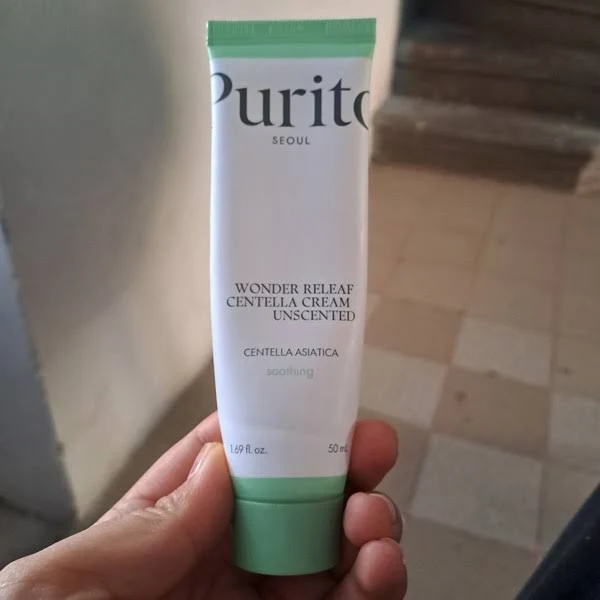 Purito
SEOUL
WONDER RELEAF
CENTELLA CREAM
UNSCENTED
CENTELLA ASIATICA
soothing
1.69 fl. oz. 50 mL